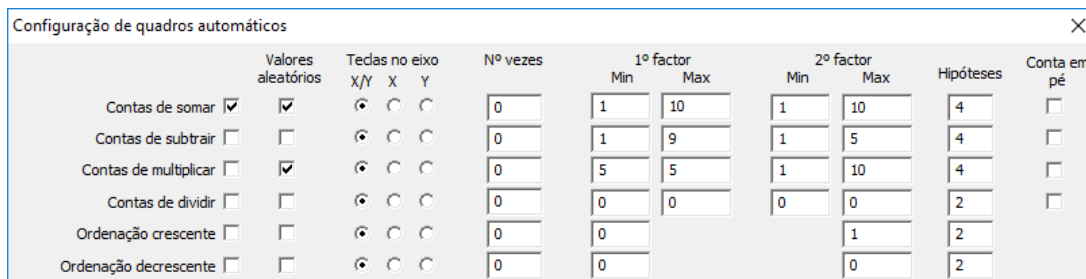 Configuração de quadros automáticos
Valores aleatórios Teclas no eixo X/Y X Y Nº vezes 1º factor Min Max 2º factor Min Max Hipóteses Conta em pé
Contas de somar 0 1 10 1 10 4
Contas de subtrair 0 1 9 1 5 4
Contas de multiplicar 0 5 5 1 10 4
Contas de dividir 0 0 0 0 0 2
Ordenação crescente 0 0 1 2
Ordenação decrescente 0 0 0 2